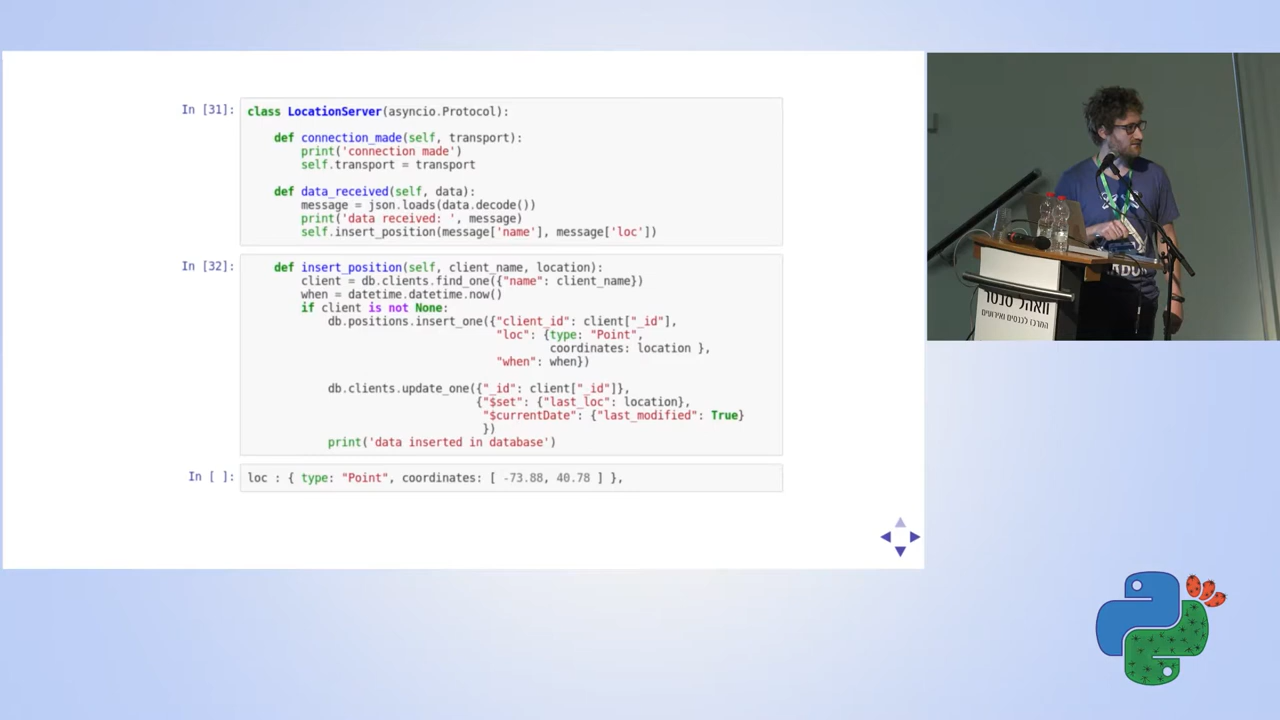 In [31]:
class LocationServer(asyncio.Protocol):
def connection_made(self, transport):
print('connection made')
self.transport = transport
def data_received(self, data):
message = json.loads(data.decode())
print('data received: ', message)
self.insert_position(message['name'], message['loc'])
In [32]:
def insert_position(self, client_name, location):
client = db.clients.find_one({"name": client_name})
when = datetime.datetime.now()
if client is not None:
db.positions.insert_one({"client_id": client["_id"],
"loc": {type: "Point",
coordinates: location },
"when": when})
db.clients.update_one({"_id": client["_id"]},
{"$set": {"last_loc": location},
"$currentDate": {"last_modified": True}
})
print('data inserted in database')
In [ ]:
loc : { type: "Point", coordinates: [ -73.88, 40.78 ] },
וואהל סנטר
המרכז לכנסים ואירועים